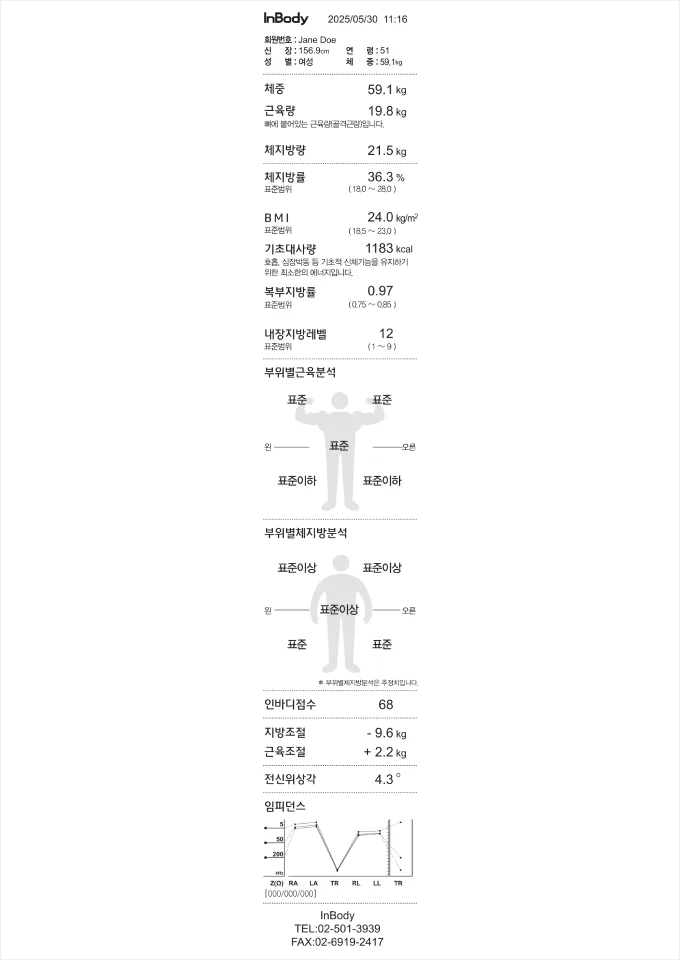 InBody 2025/05/30 11:16
회원번호 : Jane Doe
신 장 : 156.9cm 연 령 : 51
성 별 : 여성 체 중 : 59.1kg
체중 59.1 kg
근육량 19.8 kg
뼈에 붙어있는 근육량(골격근량)입니다.
체지방량 21.5 kg
체지방률 36.3 %
표준범위 ( 18.0 ~ 28.0 )
B M I 24.0 kg/m²
표준범위 ( 18.5 ~ 23.0 )
기초대사량 1183 kcal
호흡, 심장박동 등 기초적 신체기능을 유지하기
위한 최소한의 에너지입니다.
복부지방률 0.97
표준범위 ( 0.75 ~ 0.85 )
내장지방레벨 12
표준범위 ( 1 ~ 9 )
부위별근육분석
표준 표준
왼 표준 오른
표준이하 표준이하
부위별체지방분석
표준이상 표준이상
왼 표준이상 오른
표준 표준
* 부위별체지방분석은 추정치입니다.
인바디점수 68
지방조절 - 9.6 kg
근육조절 + 2.2 kg
전신위상각 4.3 °
임피던스
5
50
200
kHz
Z(Ω) RA LA TR RL LL TR
[000/000/000]
InBody
TEL:02-501-3939
FAX:02-6919-2417